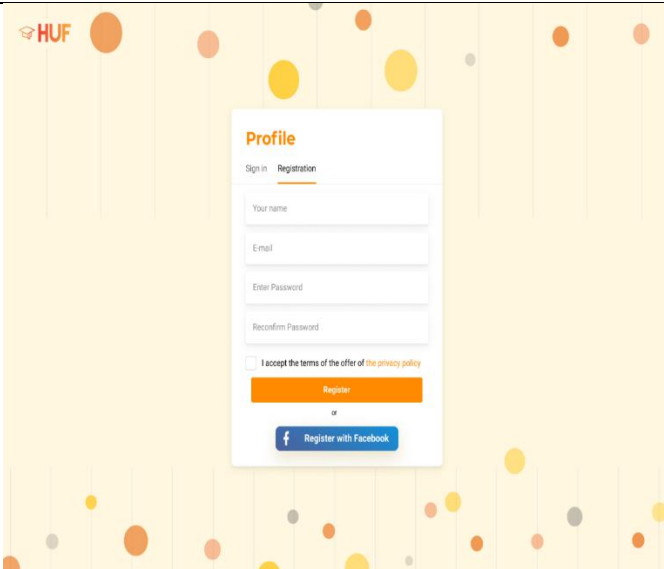 HUF
Profile
Sign in Registration
Your name
E-mail
Enter Password
Reconfirm Password
I accept the terms of the offer of the privacy policy
Register
or
Register with Facebook